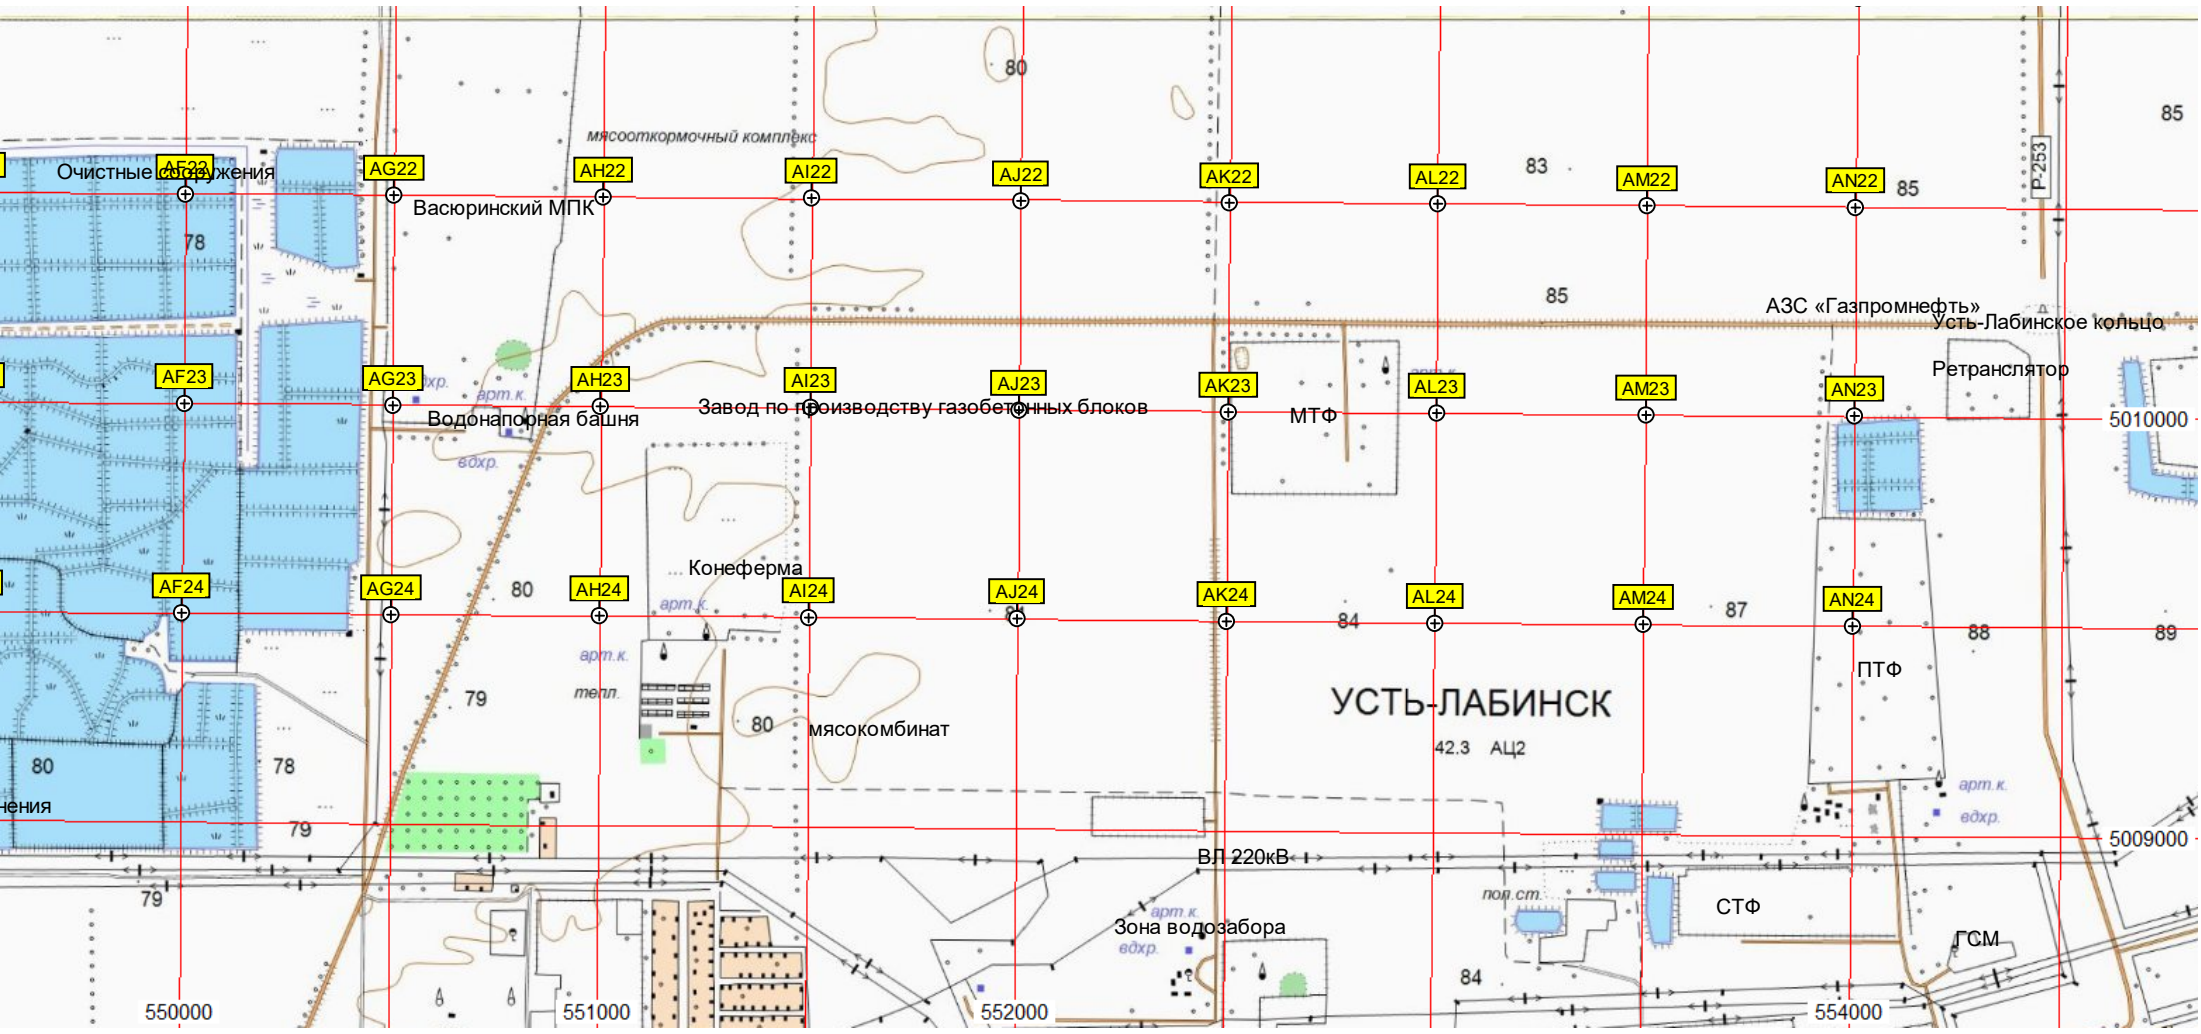 80
85
мясооткормочный комплекс
P-253
AF22
Очистные сооружения
AG22
AH22
AI22
AJ22
AK22
AL22
83
AM22
AN22
85
Васюринский МПК
78
85
АЗС «Газпромнефть»
Усть-Лабинское кольцо
Ретранслятор
AF23
AG23
вдхр.
арт.к.
AH23
AI23
AJ23
AK23
AL23
AM23
AN23
Водонапорная башня
Завод по производству газобетонных блоков
МТФ
5010000
вдхр.
Конеферма
AF24
AG24
80
AH24
арт.к.
AI24
AJ24
AK24
84
AL24
AM24
87
AN24
88
89
арт.к.
тепл.
79
80
мясокомбинат
УСТЬ-ЛАБИНСК
42.3 АЦ2
ПТФ
80
78
арт.к.
вдхр.
нения
79
5009000
ВЛ 220кВ
79
пол.ст.
СТФ
арт.к.
Зона водозабора
вдхр.
ГСМ
84
550000
551000
552000
554000